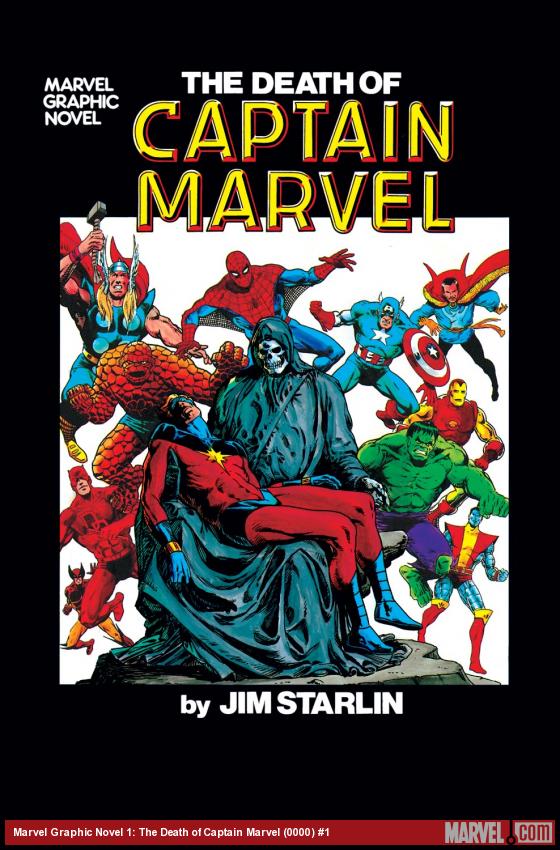 MARVEL
GRAPHIC
NOVEL
THE DEATH OF
CAPTAIN
MARVEL
by JIM STARLIN
Marvel Graphic Novel 1: The Death of Captain Marvel (0000) #1
MARVEL.com